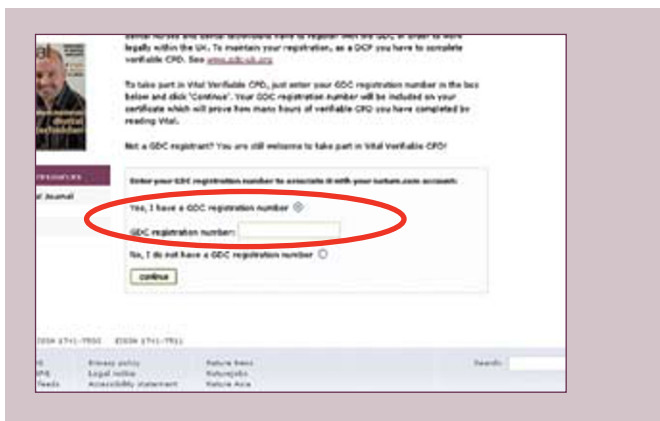 dental nurses and dental technicians have to register with the GDC, in order to work
legally within the UK. To maintain your registration, as a DCP you have to complete
verifiable CPD. See www.gdc-uk.org
To take part in Vital Verifiable CPD, just enter your GDC registration number in the box
below and click 'Continue'. Your GDC registration number will be included on your
certificate which will prove how many hours of verifiable CPD you have completed by
reading Vital.
Not a GDC registrant? You are still welcome to take part in Vital Verifiable CPD!
resources
Enter your GDC registration number to associate it with your nature.com account:
al Journal
Yes, I have a GDC registration number
GDC registration number:
No, I do not have a GDC registration number
continue
ISSN 1741-7503 EISSN 1741-7511
Privacy policy Nature News Search:
Legal notice Naturejobs
Feeds Accessibility statement Nature Asia